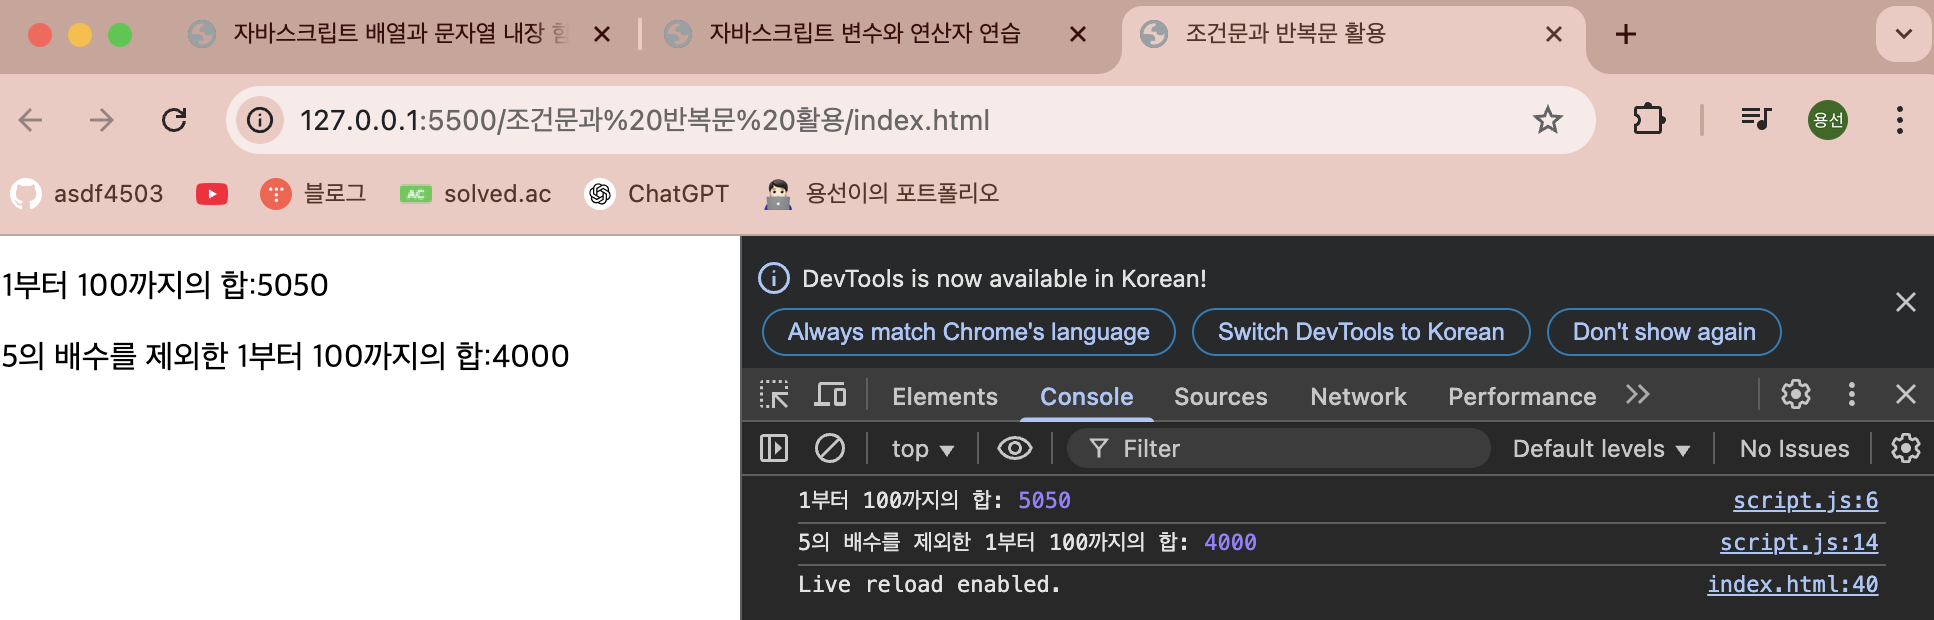 자바스크립트 배열과 문자열 내장 함
자바스크립트 변수와 연산자 연습
조건문과 반복문 활용
127.0.0.1:5500/조건문과%20반복문%20활용/index.html
용선
asdf4503
블로그
AC
solved.ac
ChatGPT
용선이의 포트폴리오
1부터 100까지의 합:5050
5의 배수를 제외한 1부터 100까지의 합:4000
DevTools is now available in Korean!
Always match Chrome's language
Switch DevTools to Korean
Don't show again
Elements
Console
Sources
Network
Performance
top
Filter
Default levels
No Issues
1부터 100까지의 합: 5050 script.js:6
5의 배수를 제외한 1부터 100까지의 합: 4000 script.js:14
Live reload enabled. index.html:40